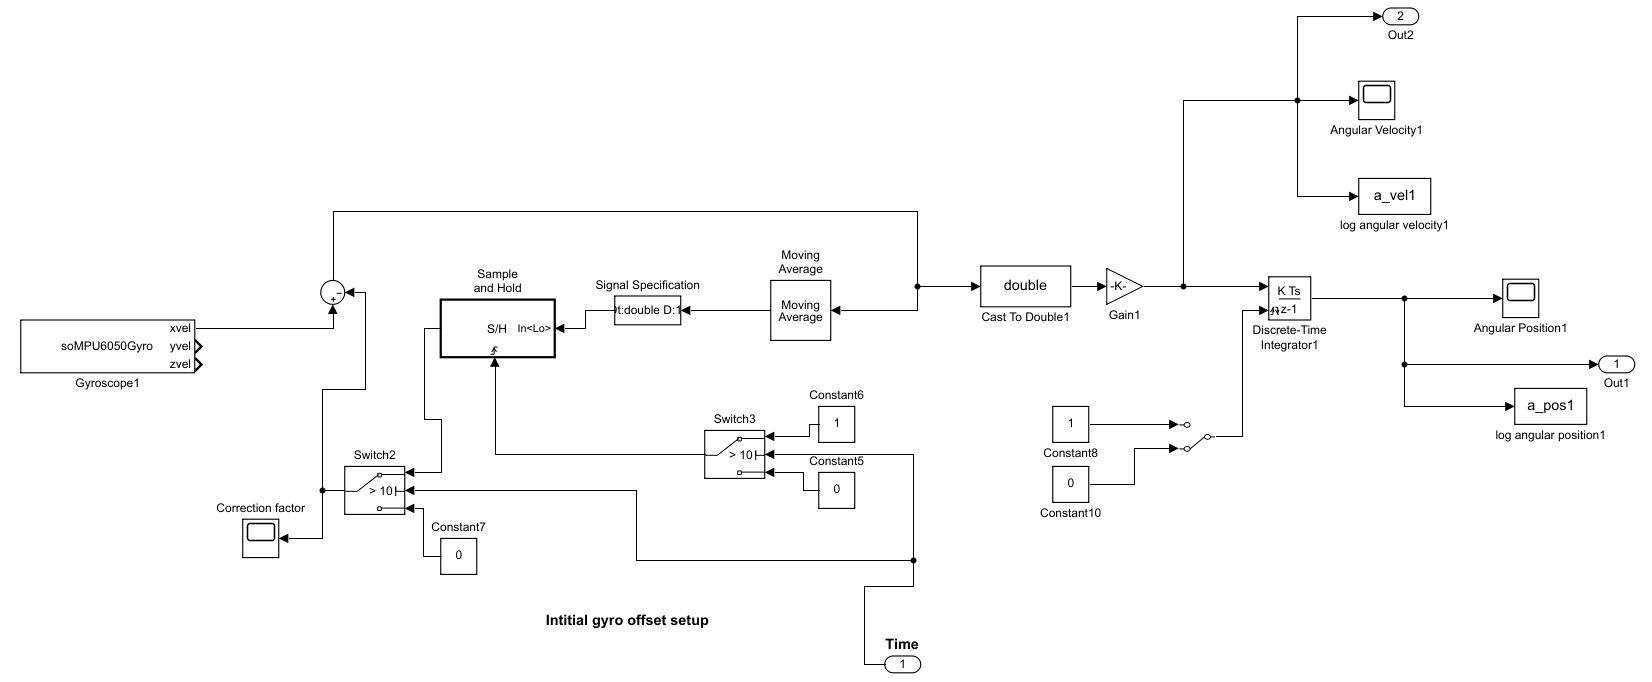 2
Out2
Angular Velocity1
a_vel1
log angular velocity1
Moving
Average
Moving
Average
Sample
and Hold
S/H
In<Lo>
Signal Specification
t:double D:1
double
Cast To Double1
-K-
Gain1
K Ts
z-1
Discrete-Time
Integrator1
Angular Position1
1
Out1
a_pos1
log angular position1
+
−
soMPU6050Gyro
xvel
yvel
zvel
Gyroscope1
Constant6
1
Switch3
> 10
Constant5
0
1
Constant8
0
Constant10
Switch2
> 10
Correction factor
Constant7
0
Intitial gyro offset setup
Time
1